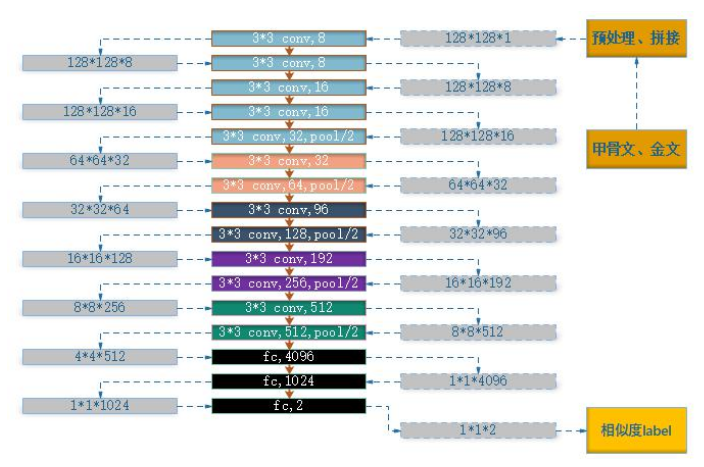 3*3 conv,8
128*128*1
预处理、拼接
128*128*8
3*3 conv,8
3*3 conv,16
128*128*8
128*128*16
3*3 conv,16
3*3 conv,32,pool/2
128*128*16
甲骨文、金文
64*64*32
3*3 conv,32
3*3 conv,64,pool/2
64*64*32
32*32*64
3*3 conv,96
3*3 conv,128,pool/2
32*32*96
16*16*128
3*3 conv,192
3*3 conv,256,pool/2
16*16*192
8*8*256
3*3 conv,512
3*3 conv,512,pool/2
8*8*512
4*4*512
fc,4096
fc,1024
1*1*4096
1*1*1024
fc,2
1*1*2
相似度label